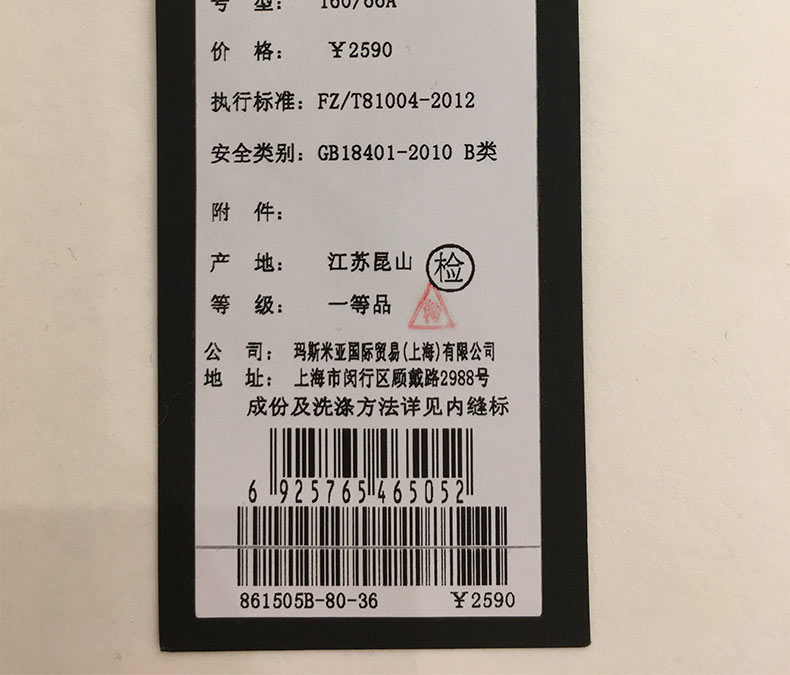 号 型： 160/66A
价 格： ¥2590
执行标准：FZ/T81004-2012
安全类别：GB18401-2010 B类
附 件：
产 地： 江苏昆山 检
等 级： 一等品
公 司： 玛斯米亚国际贸易(上海)有限公司
地 址： 上海市闵行区顾戴路2988号
成份及洗涤方法详见内缝标
6 925765 465052
861505B-80-36 ¥2590